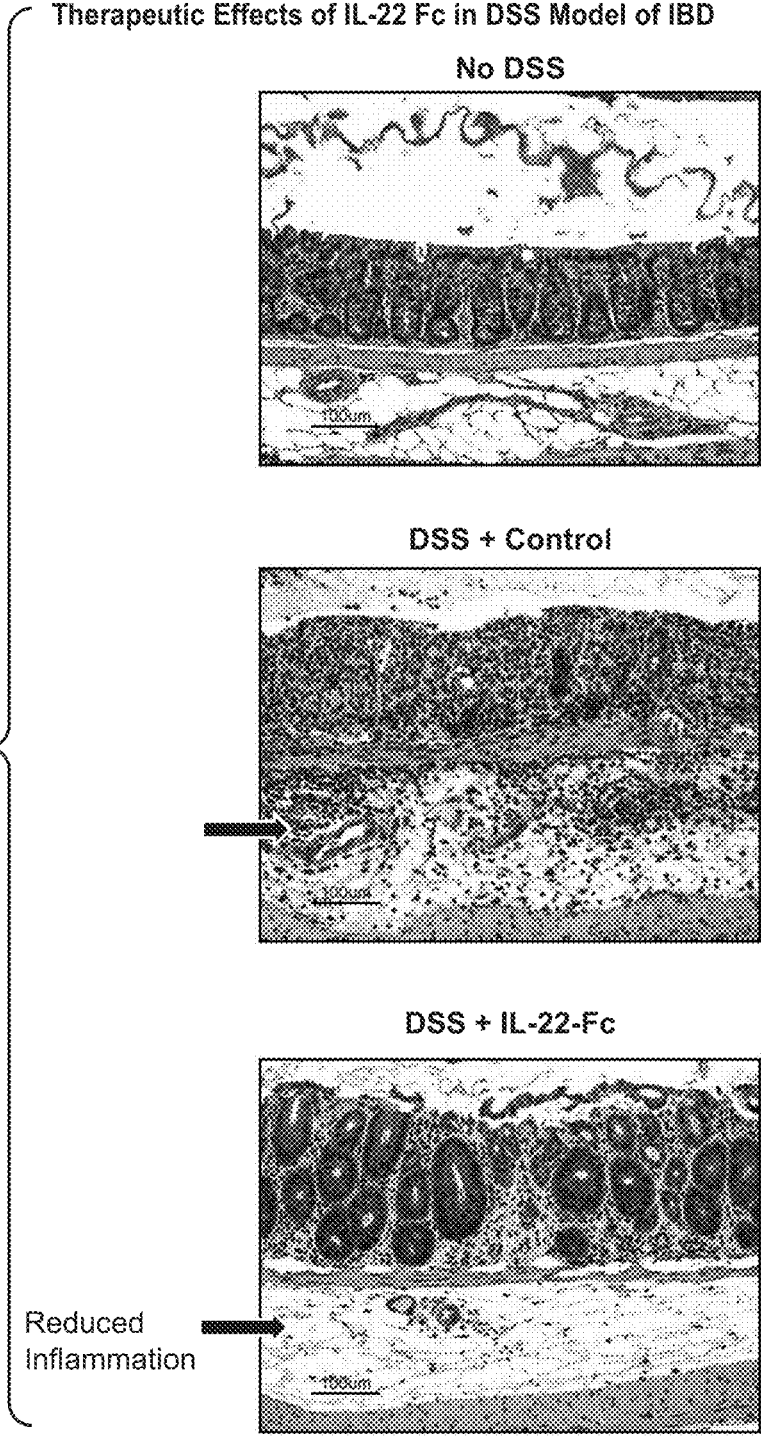 Therapeutic Effects of IL-22 Fc in DSS Model of IBD
No DSS
100um
DSS + Control
100um
DSS + IL-22-Fc
Reduced
Inflammation
100um